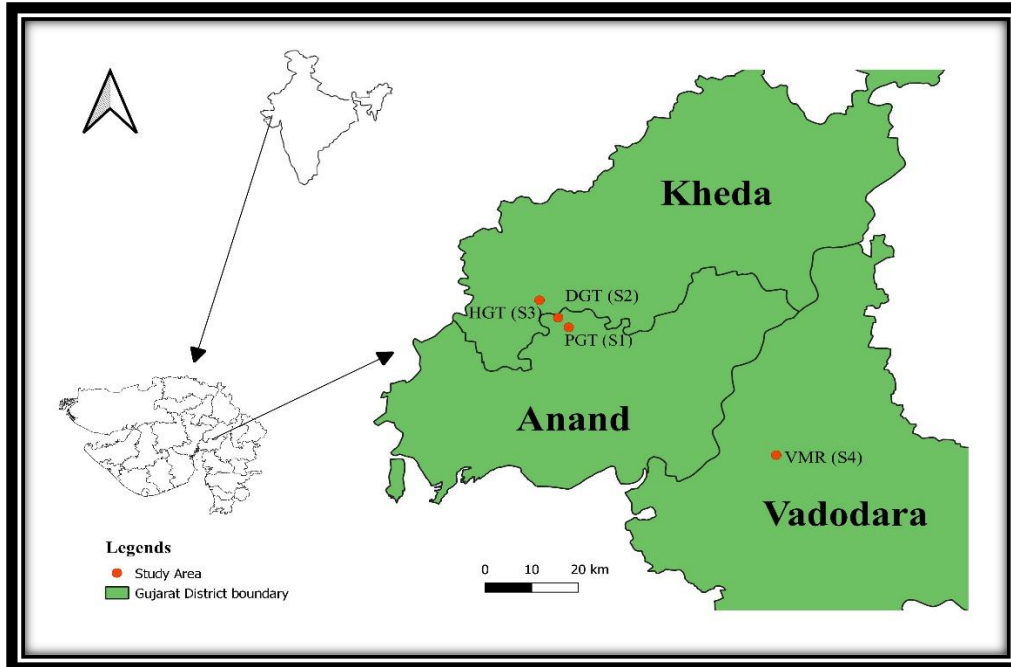 Kheda
DGT (S2)
HGT (S3)
PGT (S1)
Anand
VMR (S4)
Vadodara
Legends
Study Area
Gujarat District boundary
0 10 20 km